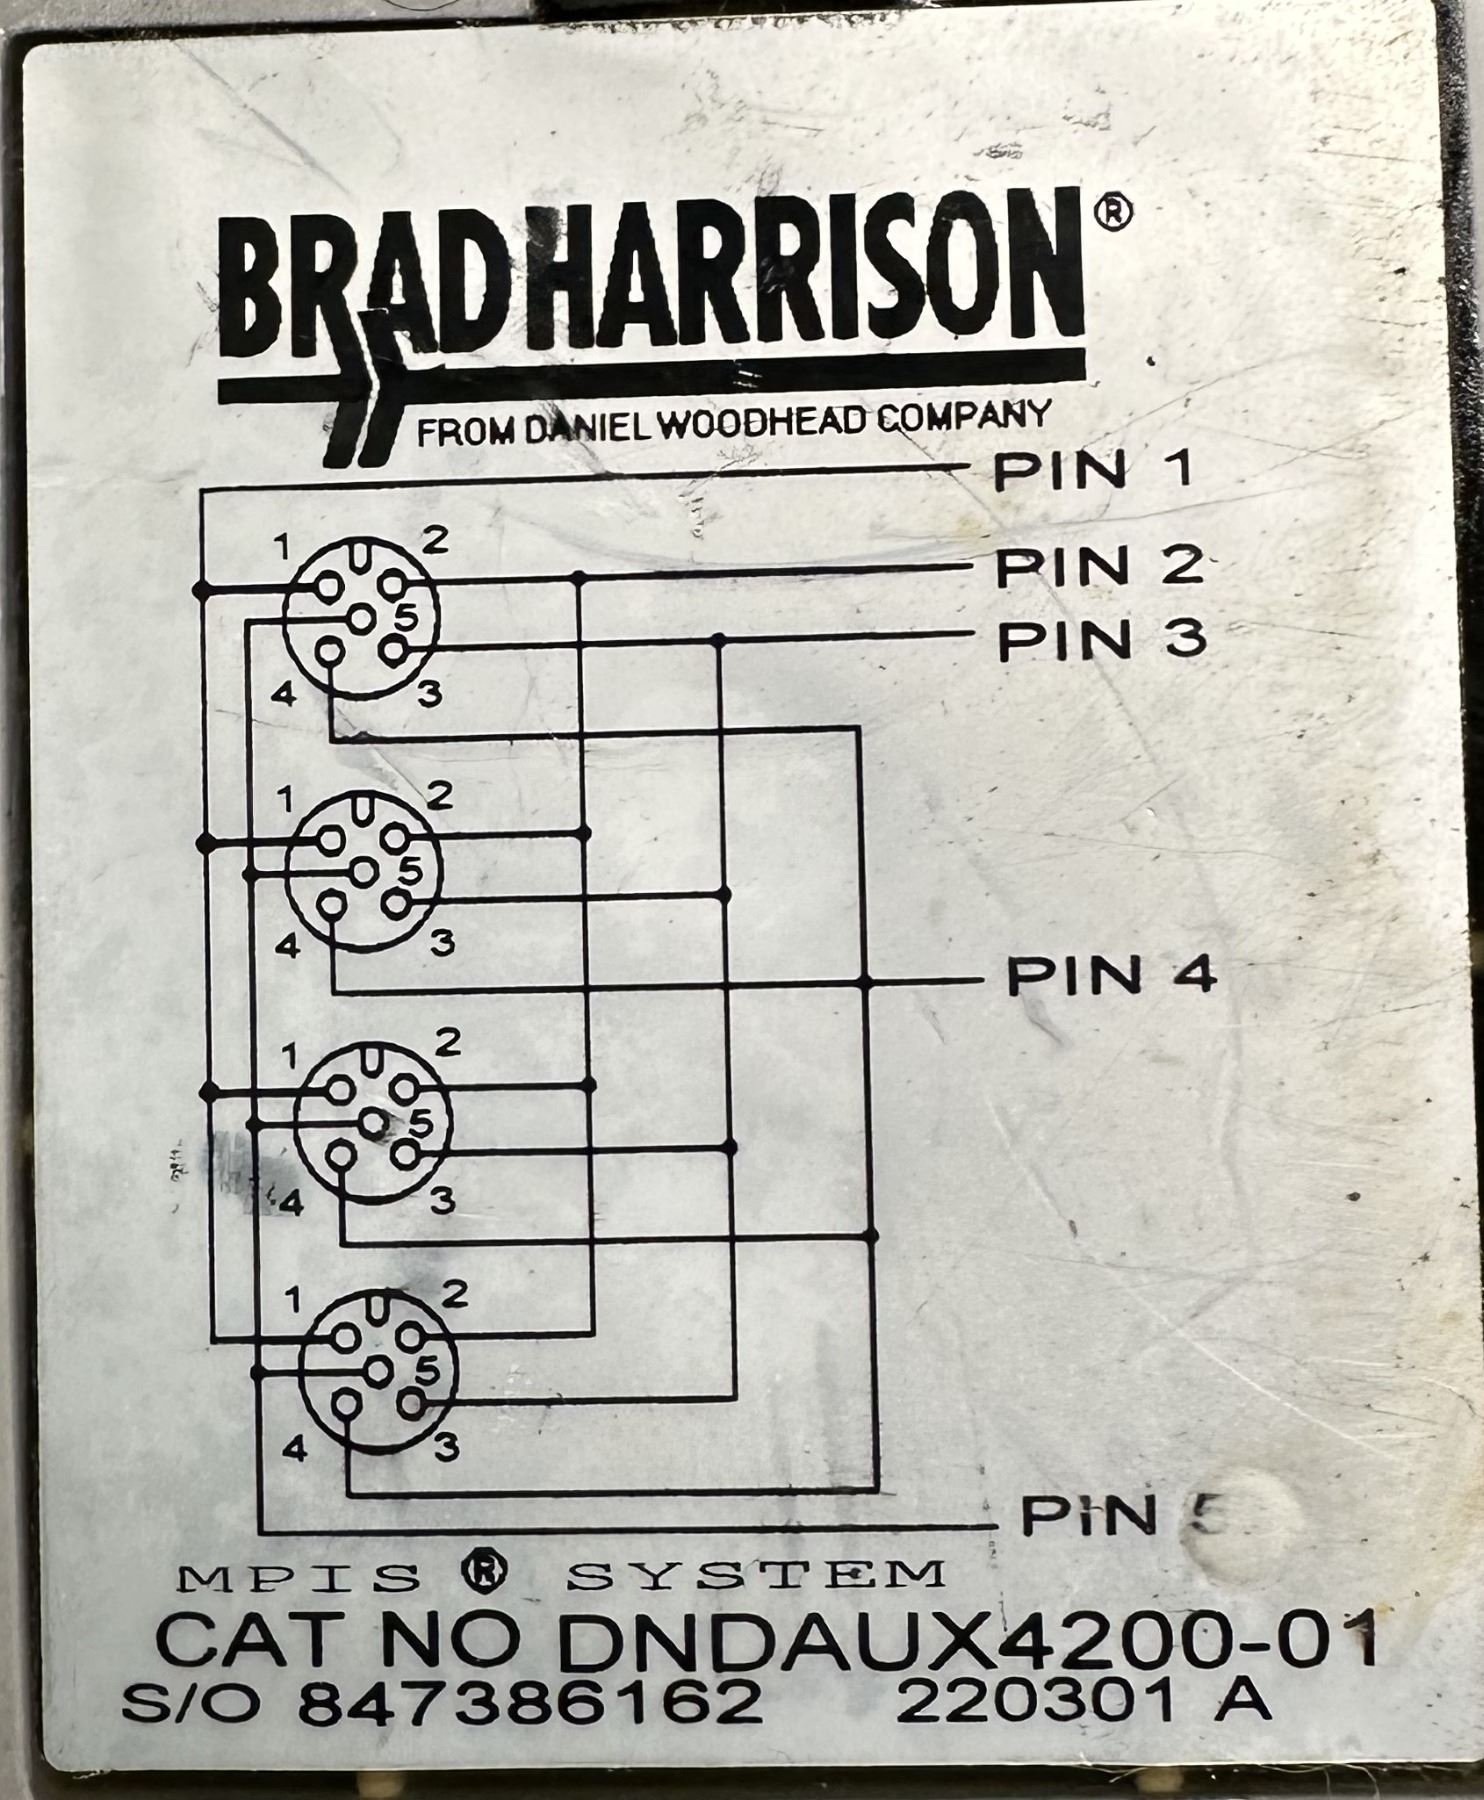 BRAD HARRISON®
FROM DANIEL WOODHEAD COMPANY
PIN 1
1 2
PIN 2
5
PIN 3
4 3
1 2
5
4 3
PIN 4
1 2
5
4 3
1 2
5
4 3
PIN 5
MPIS ® SYSTEM
CAT NO DNDAUX4200-01
S/O 847386162 220301 A